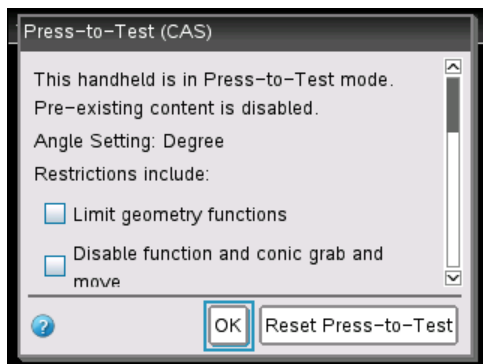 Press-to-Test (CAS)
This handheld is in Press-to-Test mode.
Pre-existing content is disabled.
Angle Setting: Degree
Restrictions include:
Limit geometry functions
Disable function and conic grab and
move
?
OK Reset Press-to-Test